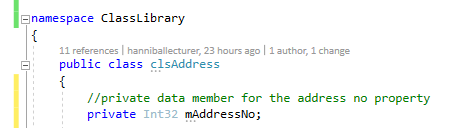 namespace ClassLibrary
{
11 references | hanniballecturer, 23 hours ago | 1 author, 1 change
public class clsAddress
{
//private data member for the address no property
private Int32 mAddressNo;